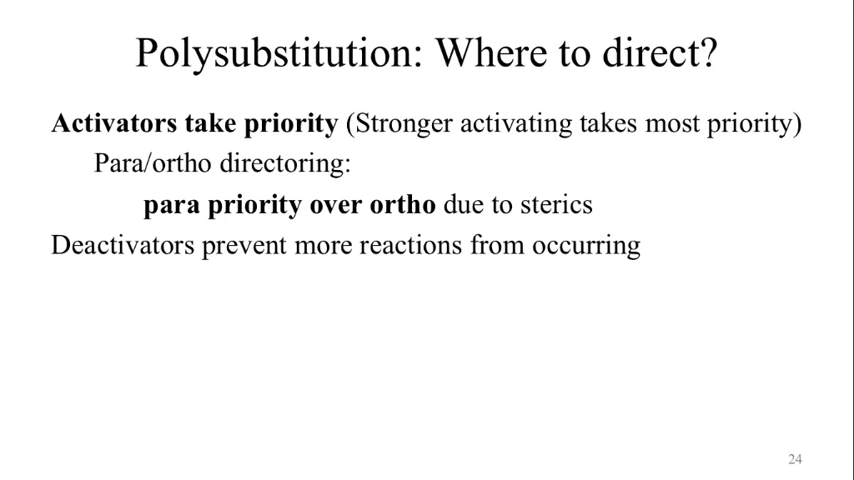 Polysubstitution: Where to direct?
Activators take priority (Stronger activating takes most priority)
Para/ortho directoring:
para priority over ortho due to sterics
Deactivators prevent more reactions from occurring
24